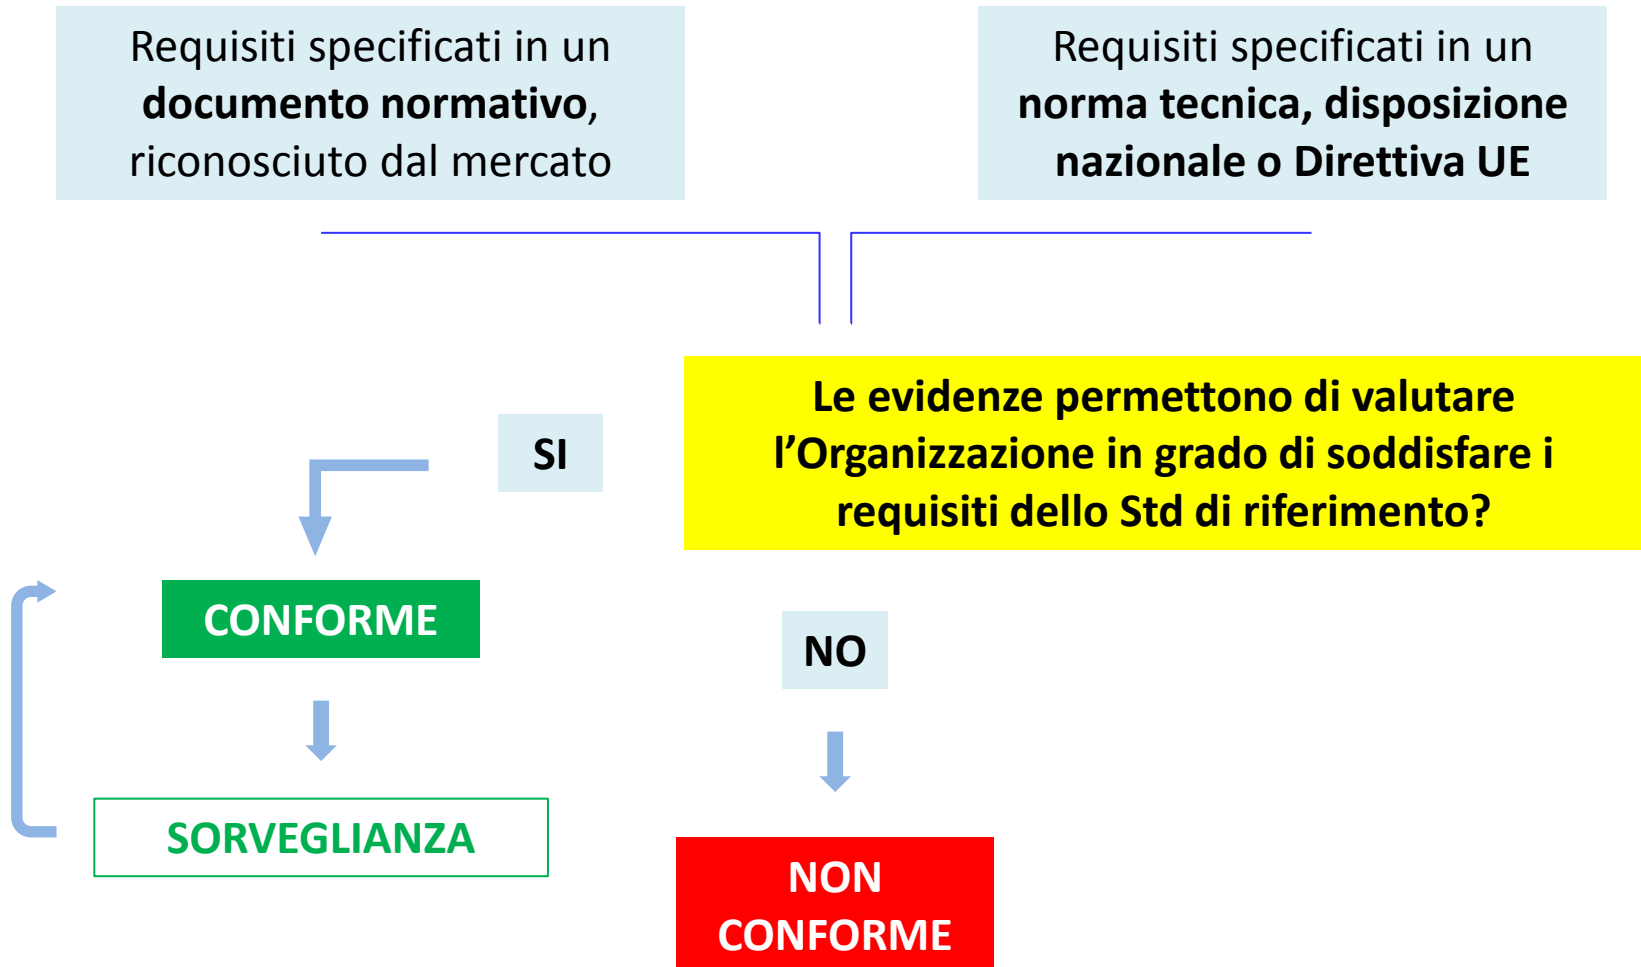 Requisiti specificati in un
documento normativo,
riconosciuto dal mercato
Requisiti specificati in un
norma tecnica, disposizione
nazionale o Direttiva UE
Le evidenze permettono di valutare
l’Organizzazione in grado di soddisfare i
requisiti dello Std di riferimento?
SI
CONFORME
SORVEGLIANZA
NO
NON
CONFORME